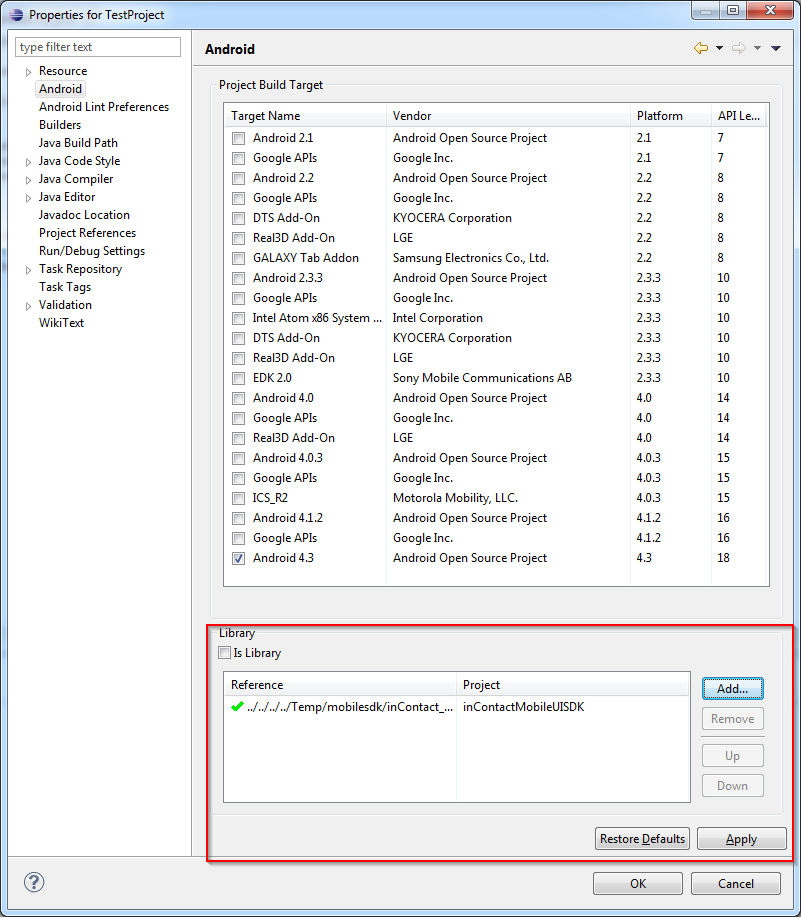 Properties for TestProject
type filter text
Resource
Android
Android Lint Preferences
Builders
Java Build Path
Java Code Style
Java Compiler
Java Editor
Javadoc Location
Project References
Run/Debug Settings
Task Repository
Task Tags
Validation
WikiText
Android
Project Build Target
Target Name Vendor Platform API Le...
Android 2.1 Android Open Source Project 2.1 7
Google APIs Google Inc. 2.1 7
Android 2.2 Android Open Source Project 2.2 8
Google APIs Google Inc. 2.2 8
DTS Add-On KYOCERA Corporation 2.2 8
Real3D Add-On LGE 2.2 8
GALAXY Tab Addon Samsung Electronics Co., Ltd. 2.2 8
Android 2.3.3 Android Open Source Project 2.3.3 10
Google APIs Google Inc. 2.3.3 10
Intel Atom x86 System ... Intel Corporation 2.3.3 10
DTS Add-On KYOCERA Corporation 2.3.3 10
Real3D Add-On LGE 2.3.3 10
EDK 2.0 Sony Mobile Communications AB 2.3.3 10
Android 4.0 Android Open Source Project 4.0 14
Google APIs Google Inc. 4.0 14
Real3D Add-On LGE 4.0 14
Android 4.0.3 Android Open Source Project 4.0.3 15
Google APIs Google Inc. 4.0.3 15
ICS_R2 Motorola Mobility, LLC. 4.0.3 15
Android 4.1.2 Android Open Source Project 4.1.2 16
Google APIs Google Inc. 4.1.2 16
Android 4.3 Android Open Source Project 4.3 18
Library
Is Library
Reference Project
../../../../Temp/mobilesdk/inContact_... inContactMobileUISDK
Add...
Remove
Up
Down
Restore Defaults Apply
OK Cancel